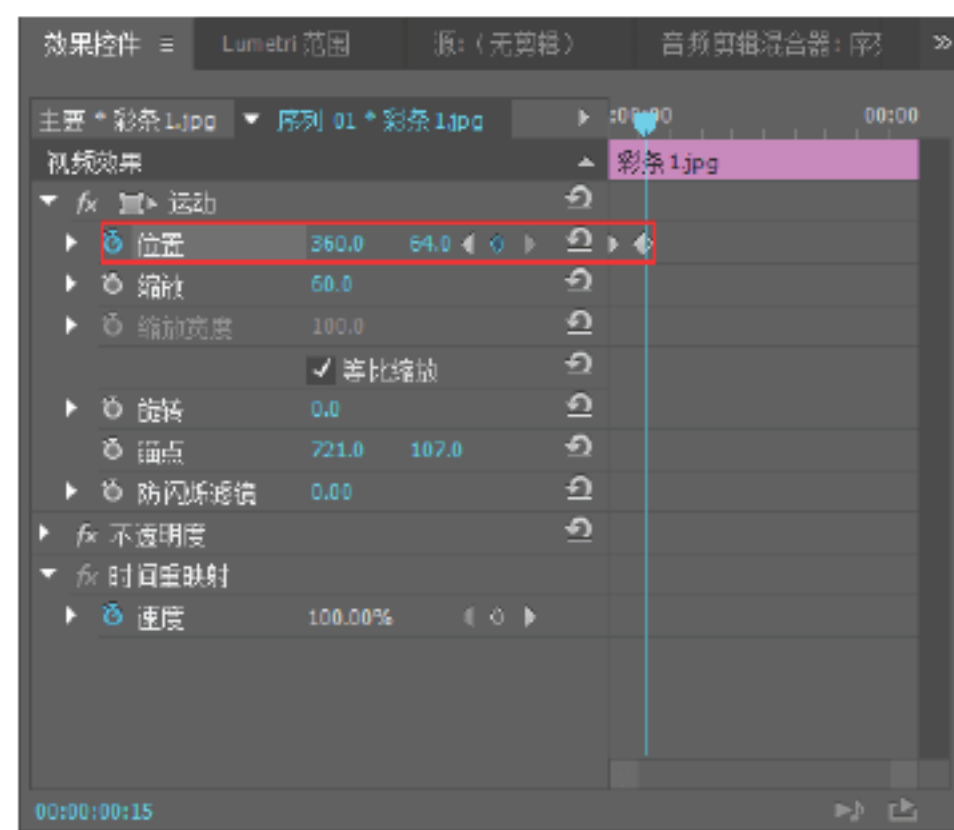 效果控件 ≡ Lumetri 范围 源:（无剪辑） 音频剪辑混合器: 序列 »
主要 * 彩条 1.jpg 序列 01 * 彩条 1.jpg :00:00 00:00
视频效果 彩条 1.jpg
fx 运动
位置 360.0 64.0
缩放 60.0
缩放宽度 100.0
等比缩放
旋转 0.0
锚点 721.0 107.0
防闪烁滤镜 0.00
fx 不透明度
fx 时间重映射
速度 100.00%
00:00:00:15